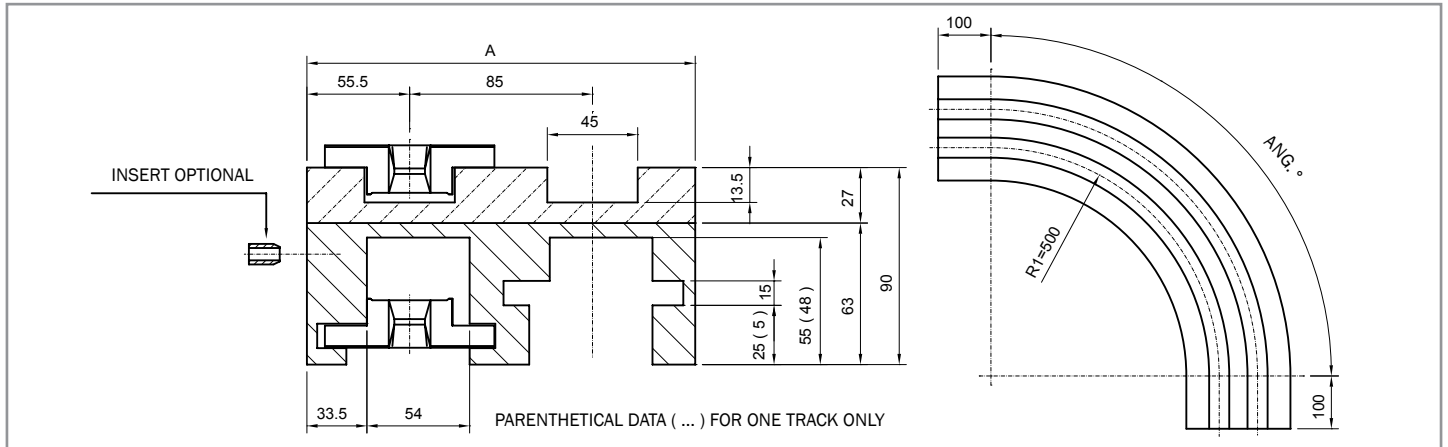 A
55.5
85
45
INSERT OPTIONAL
13.5
27
90
15
25 ( 5 )
55 ( 48 )
63
33.5
54
PARENTHETICAL DATA ( ... ) FOR ONE TRACK ONLY
100
ANG. °
R1=500
100